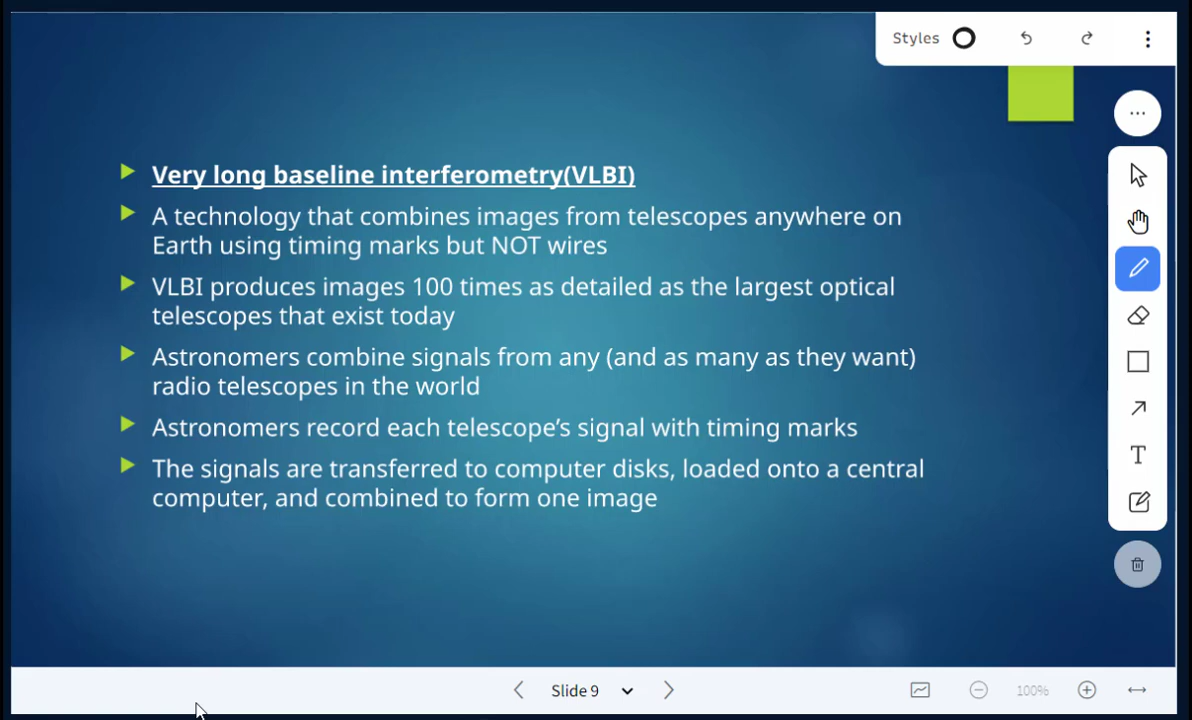 Styles
Very long baseline interferometry(VLBI)
A technology that combines images from telescopes anywhere on
Earth using timing marks but NOT wires
VLBI produces images 100 times as detailed as the largest optical
telescopes that exist today
Astronomers combine signals from any (and as many as they want)
radio telescopes in the world
Astronomers record each telescope’s signal with timing marks
The signals are transferred to computer disks, loaded onto a central
computer, and combined to form one image
Slide 9
100%